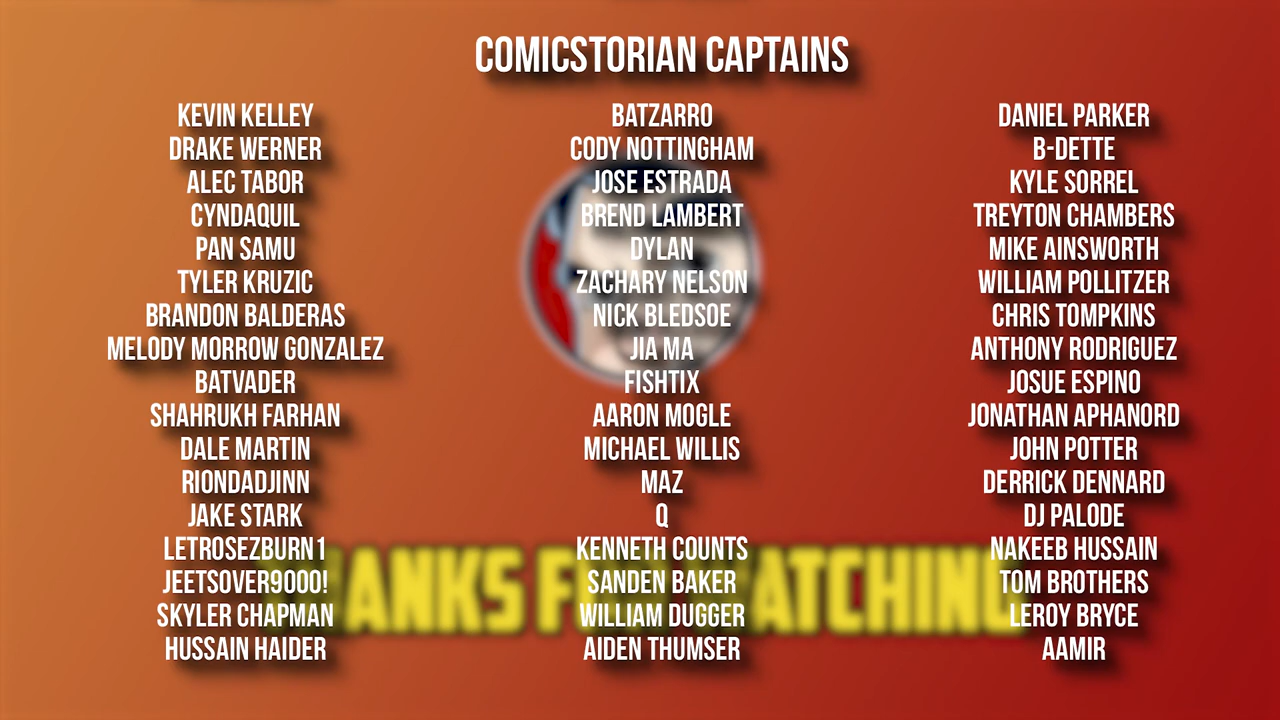 COMICSTORIAN CAPTAINS
KEVIN KELLEY
DRAKE WERNER
ALEC TABOR
CYNDAQUIL
PAN SAMU
TYLER KRUZIC
BRANDON BALDERAS
MELODY MORROW GONZALEZ
BATVADER
SHAHRUKH FARHAN
DALE MARTIN
RIONDADJINN
JAKE STARK
LETROSEZBURN1
JEETSOVER9000!
SKYLER CHAPMAN
HUSSAIN HAIDER
BATZARRO
CODY NOTTINGHAM
JOSE ESTRADA
BREND LAMBERT
DYLAN
ZACHARY NELSON
NICK BLEDSOE
JIA MA
FISHTIX
AARON MOGLE
MICHAEL WILLIS
MAZ
Q
KENNETH COUNTS
SANDEN BAKER
WILLIAM DUGGER
AIDEN THUMSER
DANIEL PARKER
B-DETTE
KYLE SORREL
TREYTON CHAMBERS
MIKE AINSWORTH
WILLIAM POLLITZER
CHRIS TOMPKINS
ANTHONY RODRIGUEZ
JOSUE ESPINO
JONATHAN APHANORD
JOHN POTTER
DERRICK DENNARD
DJ PALODE
NAKEEB HUSSAIN
TOM BROTHERS
LEROY BRYCE
AAMIR
THANKS FOR WATCHING